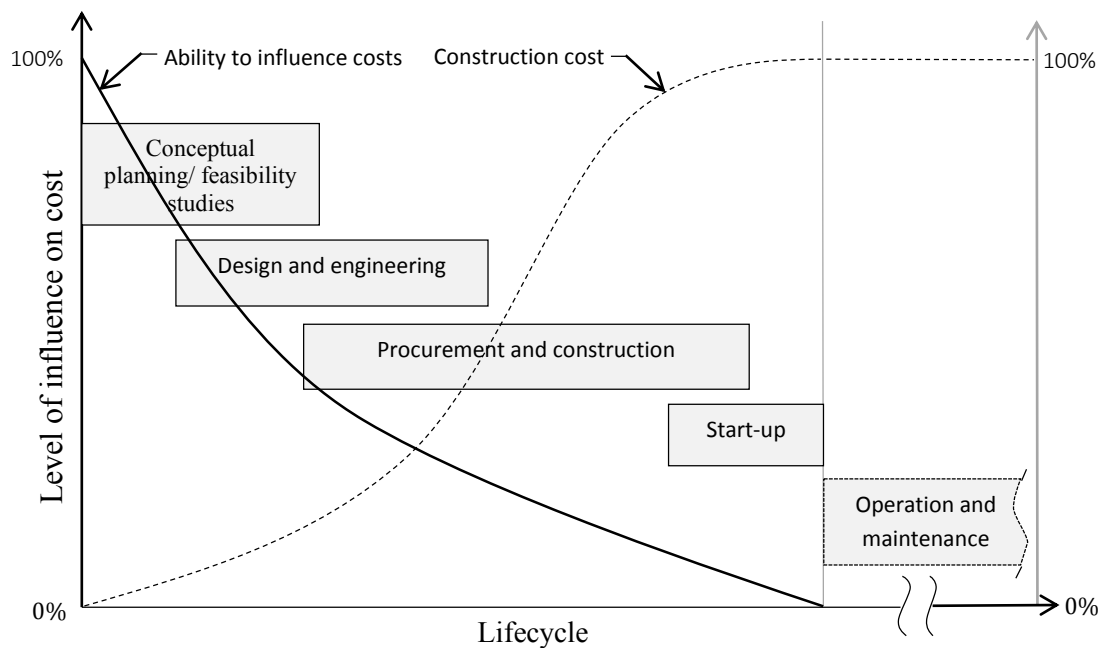 100%
Ability to influence costs
Construction cost
100%
Conceptual
planning/ feasibility
studies
Design and engineering
Procurement and construction
Start-up
Operation and
maintenance
Level of influence on cost
0%
Lifecycle
0%